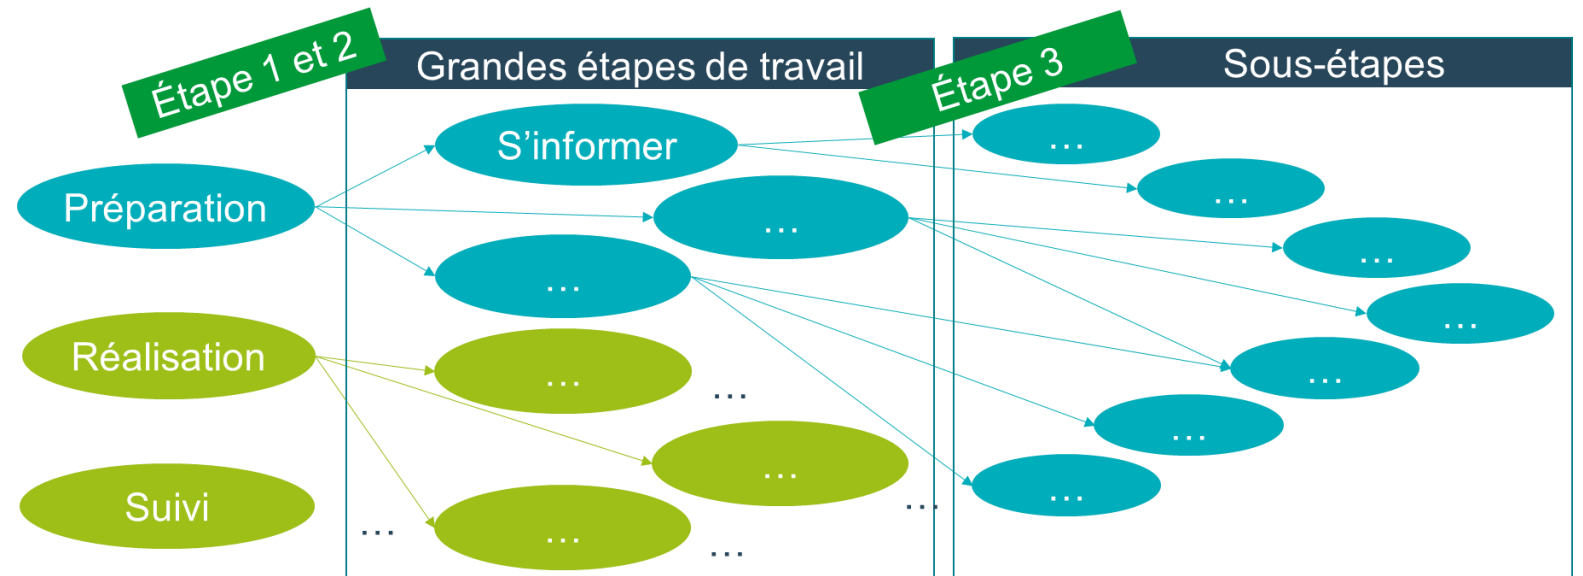 Étape 1 et 2
Grandes étapes de travail
Étape 3
Sous-étapes
S’informer
...
...
Préparation
...
...
...
...
Réalisation
...
...
...
...
...
...
Suivi
...
...
...
...